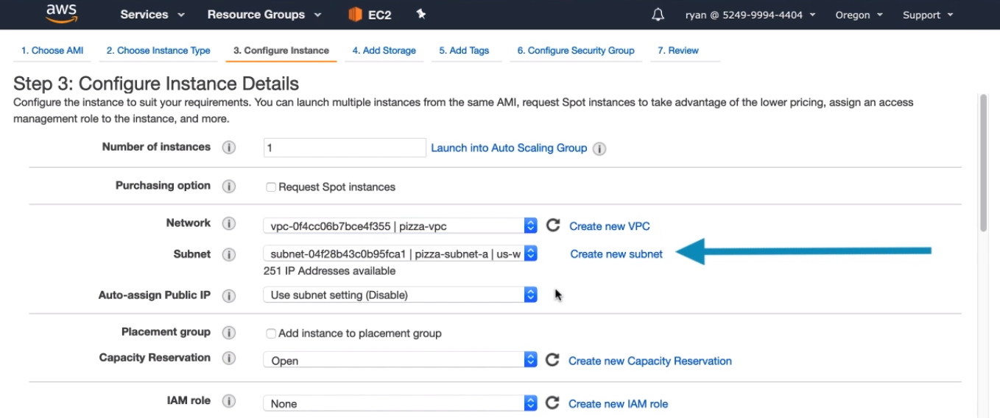 aws Services Resource Groups EC2 ryan @ 5249-9994-4404 Oregon Support
1. Choose AMI 2. Choose Instance Type 3. Configure Instance 4. Add Storage 5. Add Tags 6. Configure Security Group 7. Review
Step 3: Configure Instance Details
Configure the instance to suit your requirements. You can launch multiple instances from the same AMI, request Spot instances to take advantage of the lower pricing, assign an access
management role to the instance, and more.
Number of instances i 1 Launch into Auto Scaling Group i
Purchasing option i Request Spot instances
Network i vpc-0f4cc06b7bce4f355 | pizza-vpc Create new VPC
Subnet i subnet-04f28b43c0b95fca1 | pizza-subnet-a | us-w Create new subnet
251 IP Addresses available
Auto-assign Public IP i Use subnet setting (Disable)
Placement group i Add instance to placement group
Capacity Reservation i Open Create new Capacity Reservation
IAM role i None Create new IAM role